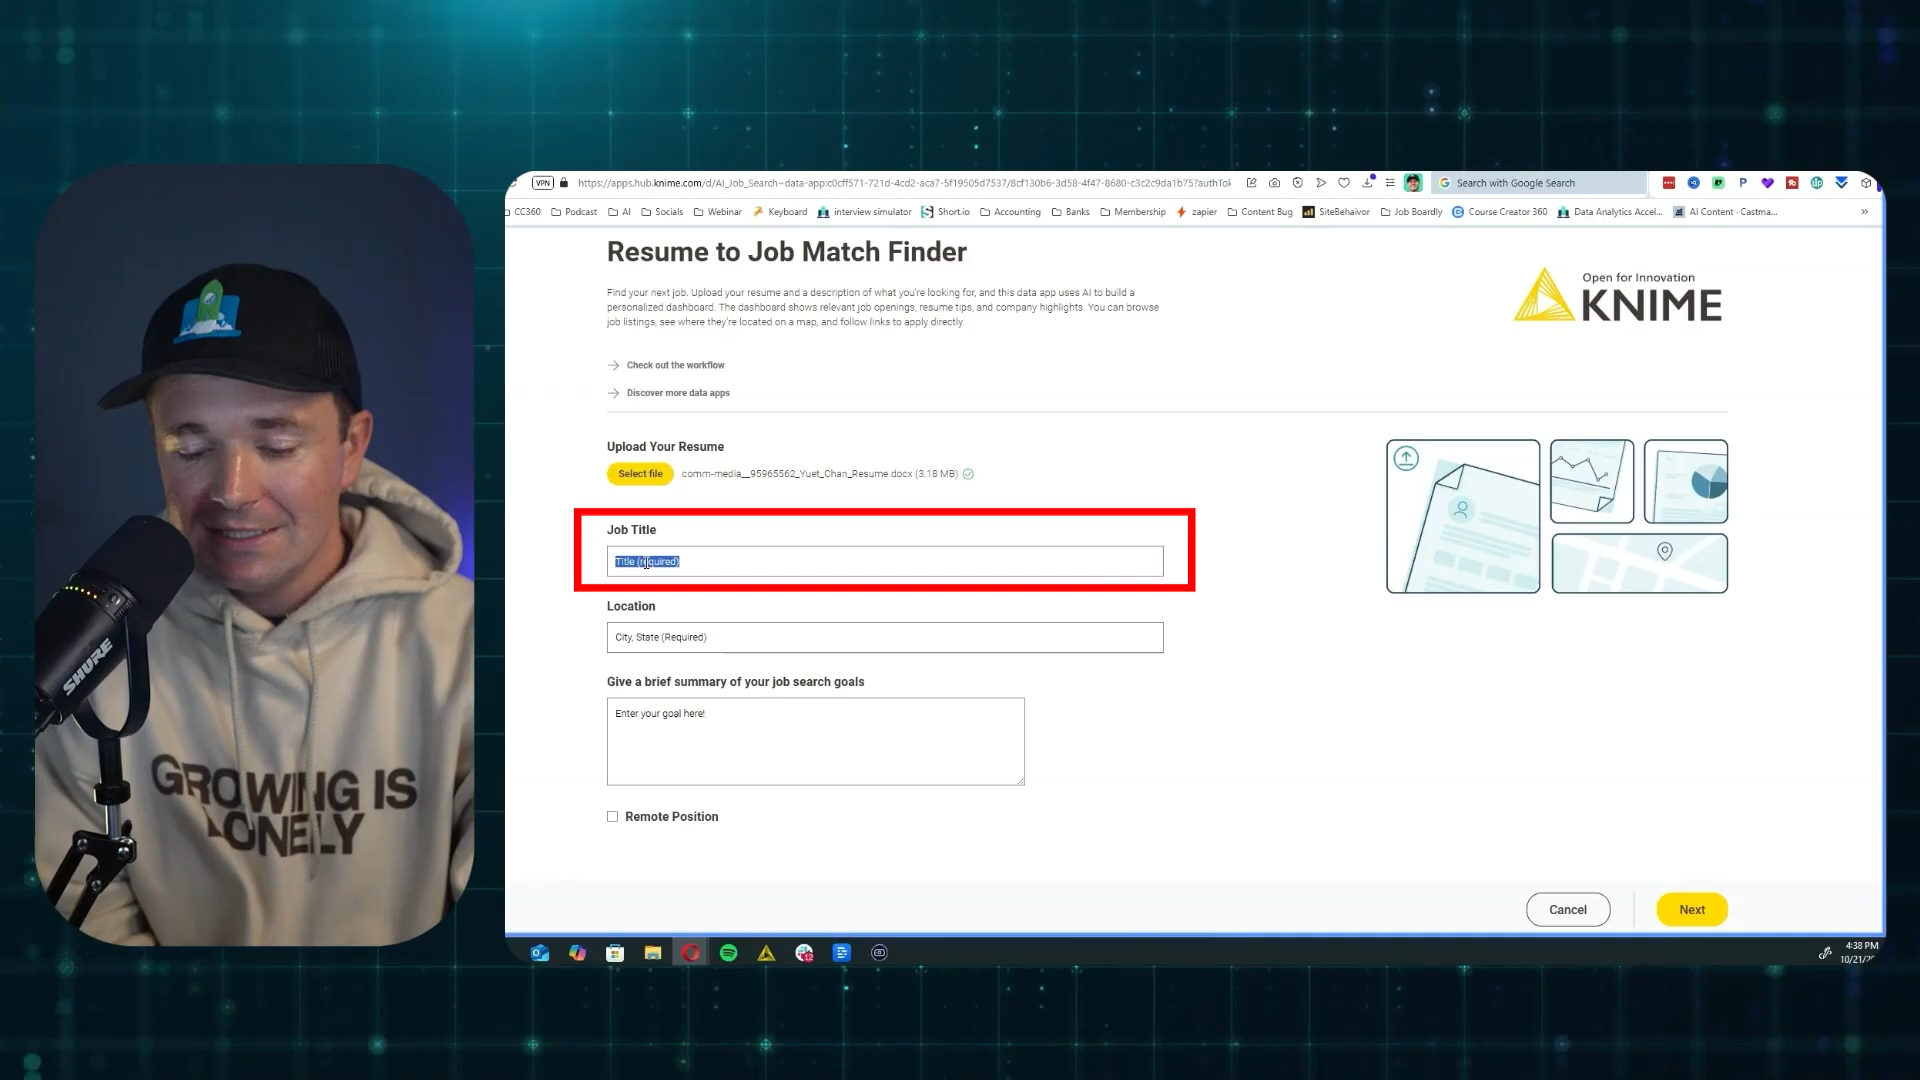 VPN
https://apps.hub.knime.com/d/AI_Job_Search~data-app:c0cff571-721d-4cd2-aca7-5f19505d7537/8cf130b6-3d58-4f47-8680-c3c2c9da1b75?authTok
Search with Google Search
CC360
Podcast
AI
Socials
Webinar
Keyboard
interview simulator
Short.io
Accounting
Banks
Membership
zapier
Content Bug
SiteBehaivor
Job Boardly
Course Creator 360
Data Analytics Accel...
AI Content - Castma...
Resume to Job Match Finder
Find your next job. Upload your resume and a description of what you're looking for, and this data app uses AI to build a
personalized dashboard. The dashboard shows relevant job openings, resume tips, and company highlights. You can browse
job listings, see where they're located on a map, and follow links to apply directly.
Open for Innovation
KNIME
Check out the workflow
Discover more data apps
Upload Your Resume
Select file
comm-media__95965562_Yuet_Chan_Resume.docx (3.18 MB)
Job Title
Title (required)
Location
City, State (Required)
Give a brief summary of your job search goals
Enter your goal here!
Remote Position
Cancel
Next
4:38 PM
SHURE
GROWING IS
LONELY